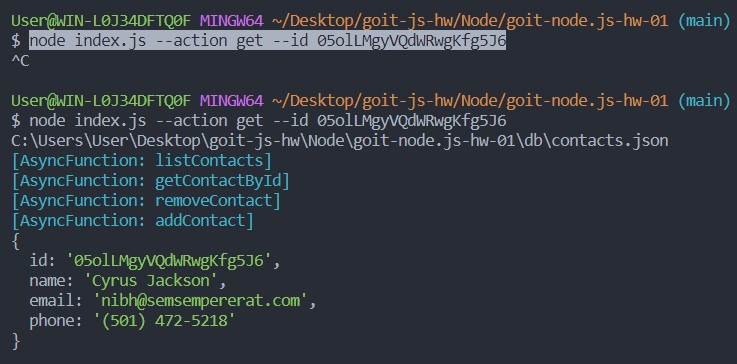 User@WIN-L0J34DFTQ0F MINGW64 ~/Desktop/goit-js-hw/Node/goit-node.js-hw-01 (main)
$ node index.js --action get --id 05olLMgyVQdWRwgKfg5J6
^C
User@WIN-L0J34DFTQ0F MINGW64 ~/Desktop/goit-js-hw/Node/goit-node.js-hw-01 (main)
$ node index.js --action get --id 05olLMgyVQdWRwgKfg5J6
C:\Users\User\Desktop\goit-js-hw\Node\goit-node.js-hw-01\db\contacts.json
[AsyncFunction: listContacts]
[AsyncFunction: getContactById]
[AsyncFunction: removeContact]
[AsyncFunction: addContact]
{
  id: '05olLMgyVQdWRwgKfg5J6',
  name: 'Cyrus Jackson',
  email: 'nibh@semsempererat.com',
  phone: '(501) 472-5218'
}